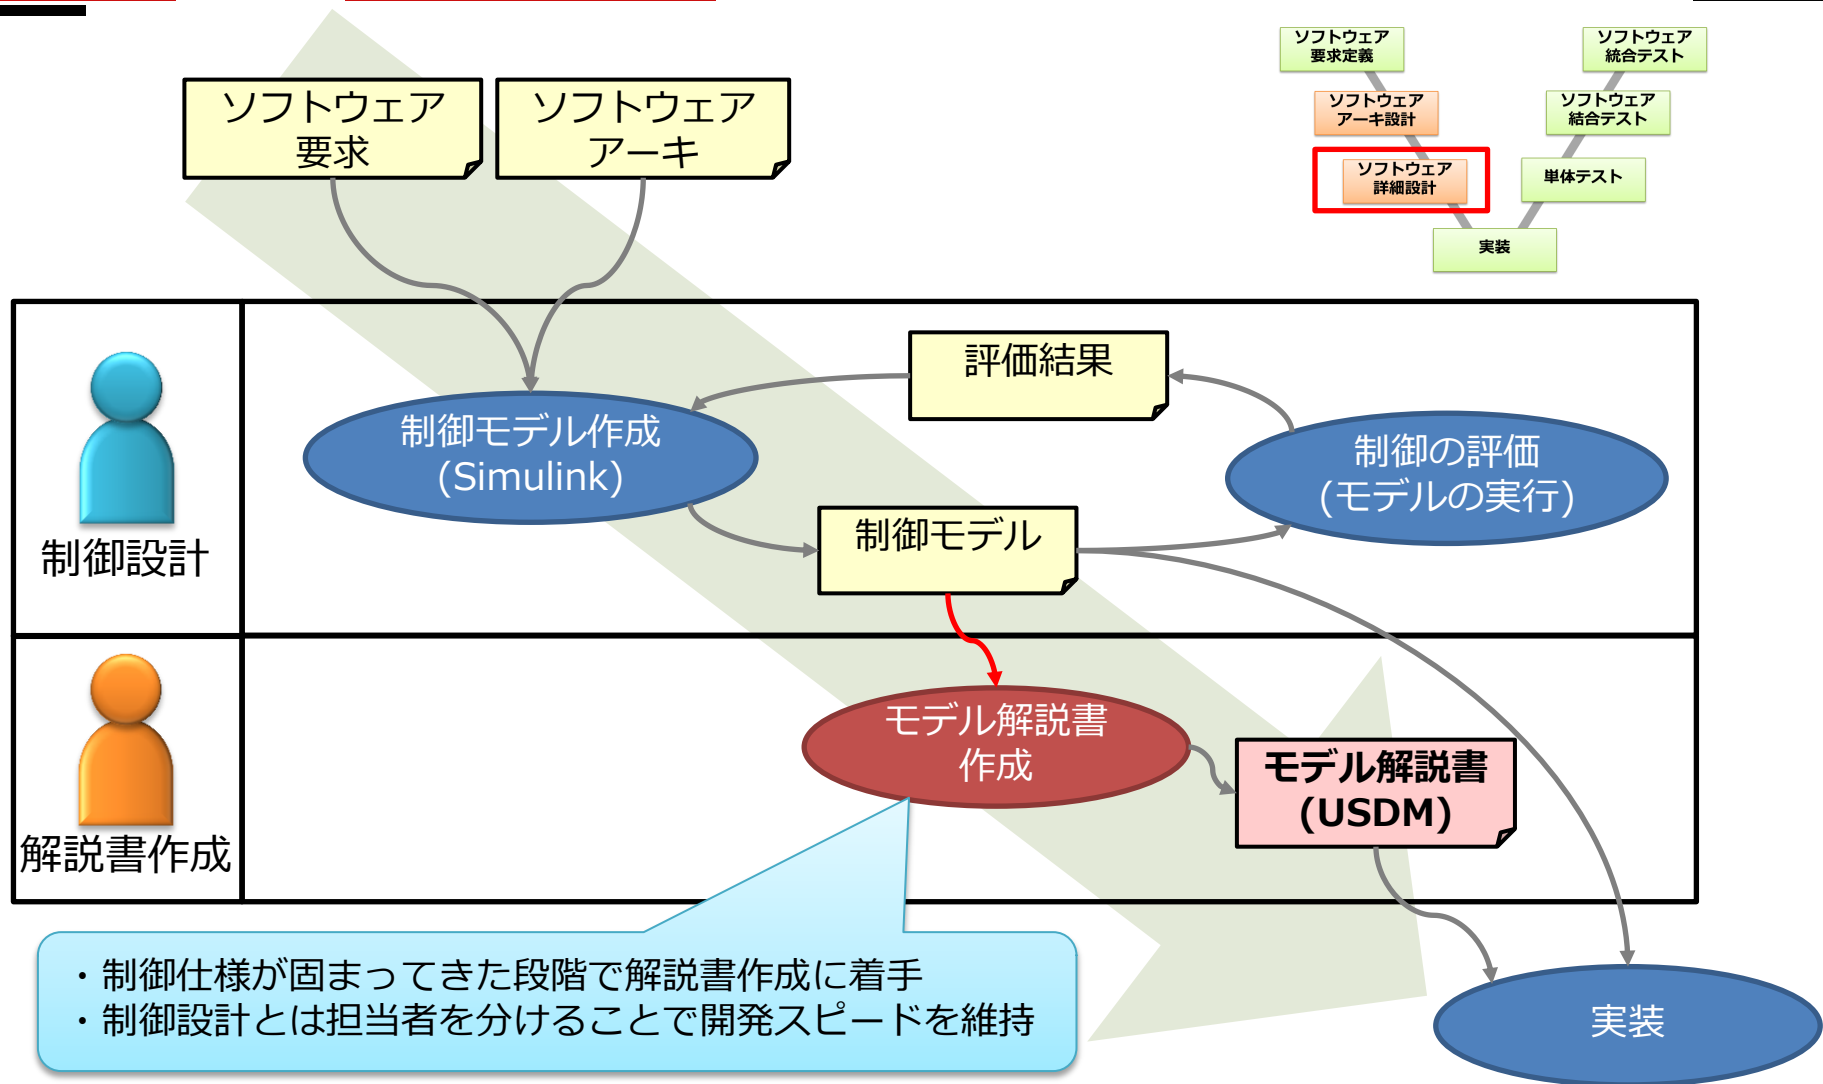 ソフトウェア
要求
ソフトウェア
アーキ
ソフトウェア
要求定義
ソフトウェア
統合テスト
ソフトウェア
アーキ設計
ソフトウェア
結合テスト
ソフトウェア
詳細設計
単体テスト
実装
制御設計
制御モデル作成
(Simulink)
評価結果
制御の評価
(モデルの実行)
制御モデル
解説書作成
モデル解説書
作成
モデル解説書
(USDM)
・制御仕様が固まってきた段階で解説書作成に着手
・制御設計とは担当者を分けることで開発スピードを維持
実装